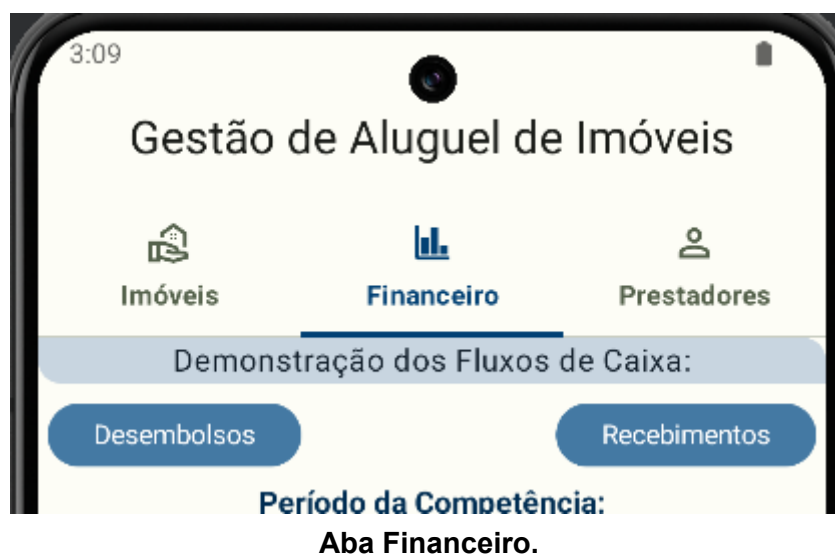 3:09
Gestão de Aluguel de Imóveis
Imóveis Financeiro Prestadores
Demonstração dos Fluxos de Caixa:
Desembolsos Recebimentos
Período da Competência:
Aba Financeiro.